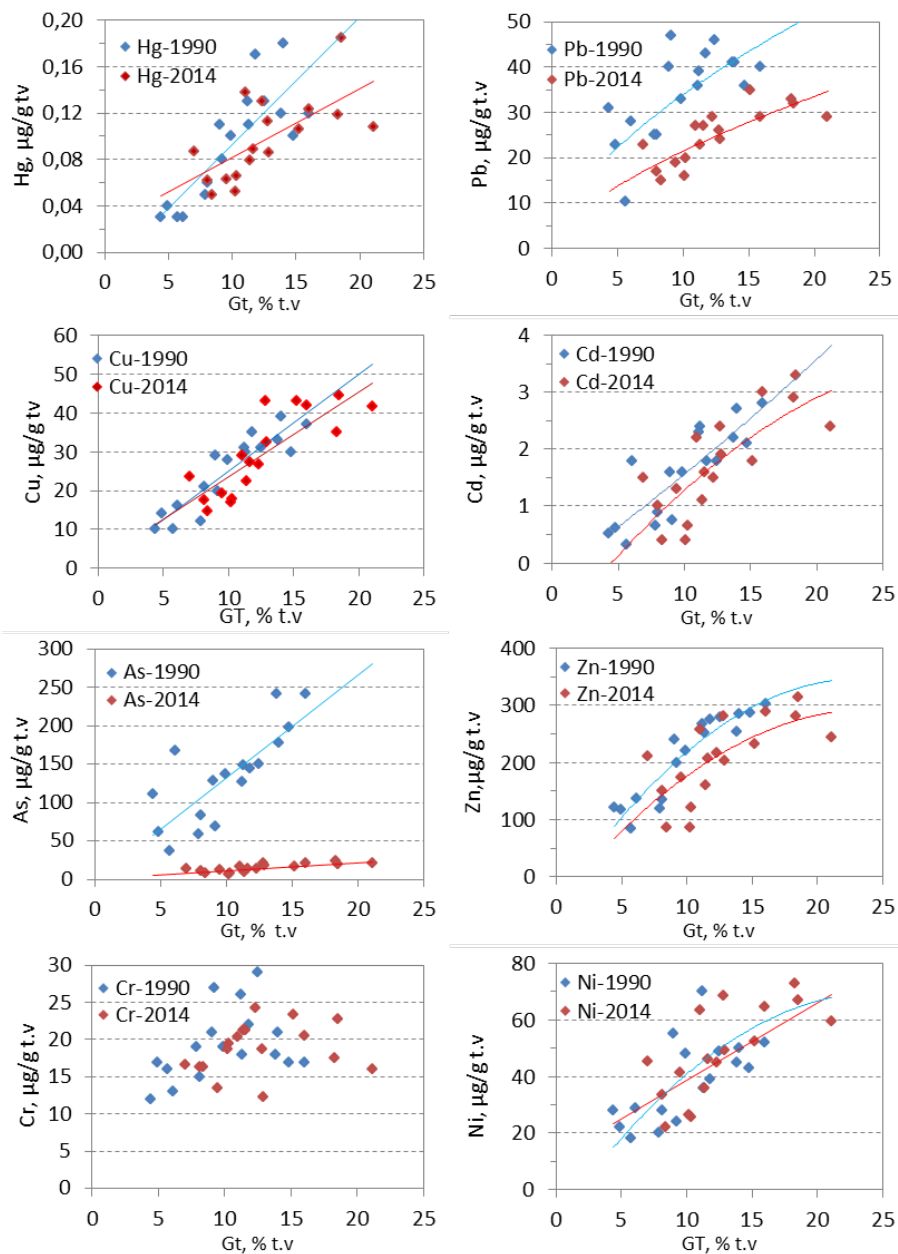 Hg, µg/gtv
0,20
0,16
0,12
0,08
0,04
0,00
Hg-1990
Hg-2014
0 5 10 15 20 25
Gt, % t.v
Pb, µg/g t.v
50
40
30
20
10
0
Pb-1990
Pb-2014
0 5 10 15 20 25
Gt, % t.v
Cu, µg/gtv
60
50
40
30
20
10
0
Cu-1990
Cu-2014
0 5 10 15 20 25
GT, % t.v
Cd, µg/g t.v
4
3
2
1
0
Cd-1990
Cd-2014
0 5 10 15 20 25
Gt, % t.v
As, µg/g t.v
300
250
200
150
100
50
0
As-1990
As-2014
0 5 10 15 20 25
Gt, % t.v
Zn,µg/g t.v
400
300
200
100
0
Zn-1990
Zn-2014
0 5 10 15 20 25
Gt, % t.v
Cr, µg/g t.v
30
25
20
15
10
5
0
Cr-1990
Cr-2014
0 5 10 15 20 25
Gt, % t.v
Ni, µg/g t.v
80
60
40
20
0
Ni-1990
Ni-2014
0 5 10 15 20 25
GT, % t.v